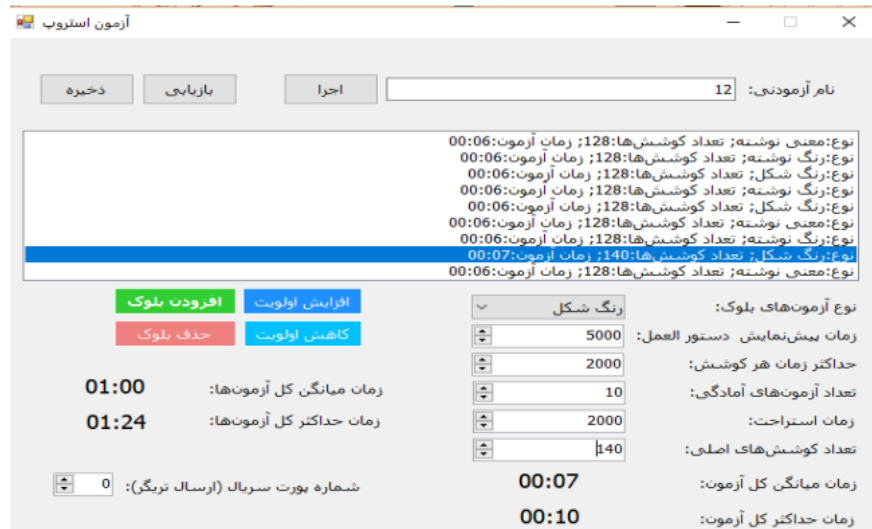 آزمون استروپ
نام آزمودنی: 12
اجرا
بازیابی
ذخیره
نوع:معنی نوشته; تعداد کوشش‌ها:128; زمان آزمون:00:06
نوع:رنگ نوشته; تعداد کوشش‌ها:128; زمان آزمون:00:06
نوع:رنگ شکل; تعداد کوشش‌ها:128; زمان آزمون:00:06
نوع:رنگ نوشته; تعداد کوشش‌ها:128; زمان آزمون:00:06
نوع:رنگ شکل; تعداد کوشش‌ها:128; زمان آزمون:00:06
نوع:معنی نوشته; تعداد کوشش‌ها:128; زمان آزمون:00:06
نوع:رنگ نوشته; تعداد کوشش‌ها:128; زمان آزمون:00:06
نوع:رنگ شکل; تعداد کوشش‌ها:140; زمان آزمون:00:07
نوع:معنی نوشته; تعداد کوشش‌ها:128; زمان آزمون:00:06
نوع آزمون‌های بلوک: رنگ شکل
زمان پیش‌نمایش دستور العمل: 5000
حداکثر زمان هر کوشش: 2000
تعداد آزمون‌های آمادگی: 10
زمان استراحت: 2000
تعداد کوشش‌های اصلی: 140
زمان میانگن کل آزمون: 00:07
زمان حداکثر کل آزمون: 00:10
افزایش اولویت
افزودن بلوک
کاهش اولویت
حذف بلوک
زمان میانگن کل آزمون‌ها: 01:00
زمان حداکثر کل آزمون‌ها: 01:24
شماره پورت سریال (ارسال تریگر): 0